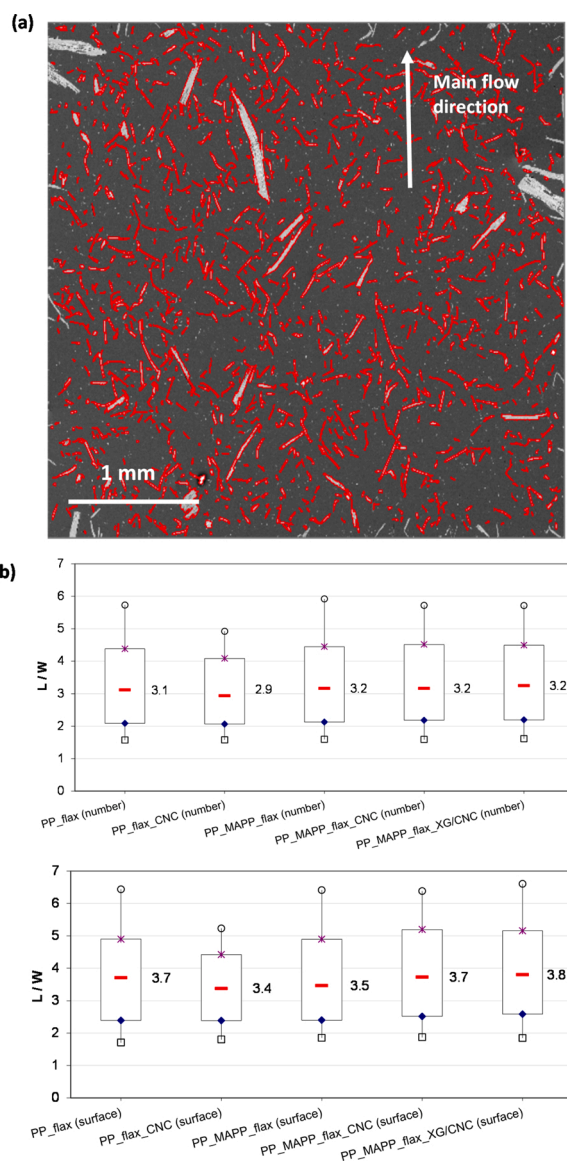 (a)
Main flow
direction
1 mm
b)
7
6
5
4
3
2
1
0
L / W
3.1
2.9
3.2
3.2
3.2
PP_flax (number)
PP_flax_CNC (number)
PP_MAPP_flax (number)
PP_MAPP_flax_CNC (number)
PP_MAPP_flax_XG/CNC (number)
7
6
5
4
3
2
1
0
L / W
3.7
3.4
3.5
3.7
3.8
PP_flax (surface)
PP_flax_CNC (surface)
PP_MAPP_flax (surface)
PP_MAPP_flax_CNC (surface)
PP_MAPP_flax_XG/CNC (surface)